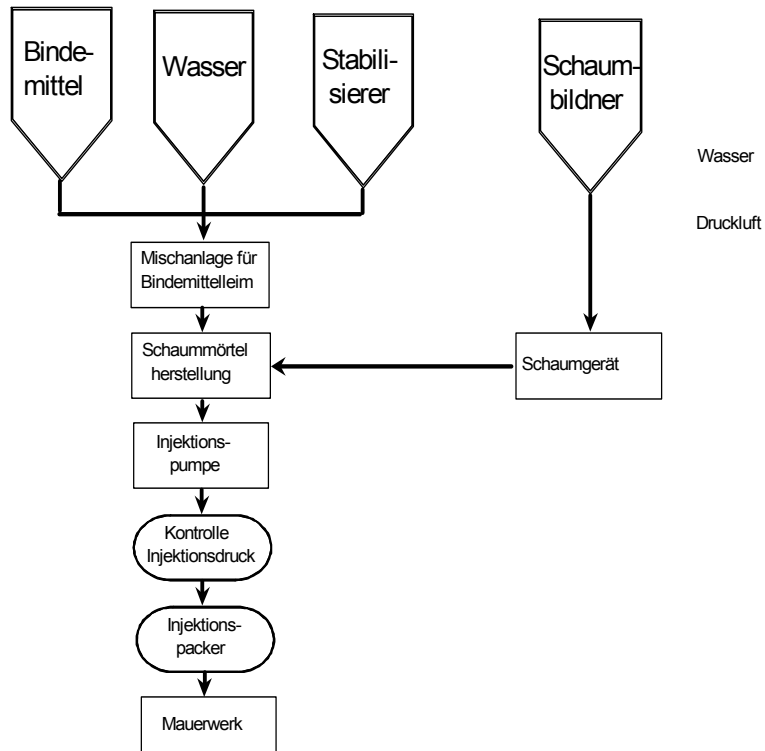 Binde-
mittel
Wasser
Stabili-
sierer
Schaum-
bildner
Wasser
Druckluft
Mischanlage für
Bindemittelleim
Schaummörtel
herstellung
Schaumgerät
Injektions-
pumpe
Kontrolle
Injektionsdruck
Injektions-
packer
Mauerwerk